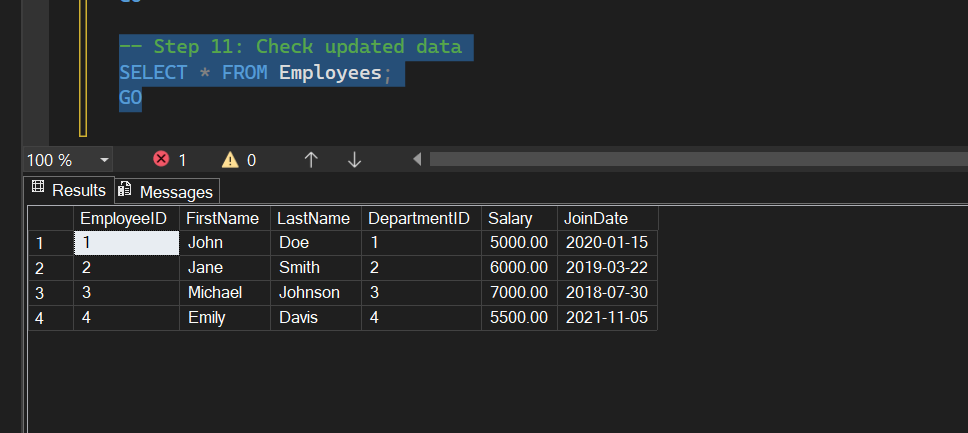 GO
-- Step 11: Check updated data
SELECT * FROM Employees;
GO
100 % 1 0
Results Messages
EmployeeID FirstName LastName DepartmentID Salary JoinDate
1 1 John Doe 1 5000.00 2020-01-15
2 2 Jane Smith 2 6000.00 2019-03-22
3 3 Michael Johnson 3 7000.00 2018-07-30
4 4 Emily Davis 4 5500.00 2021-11-05